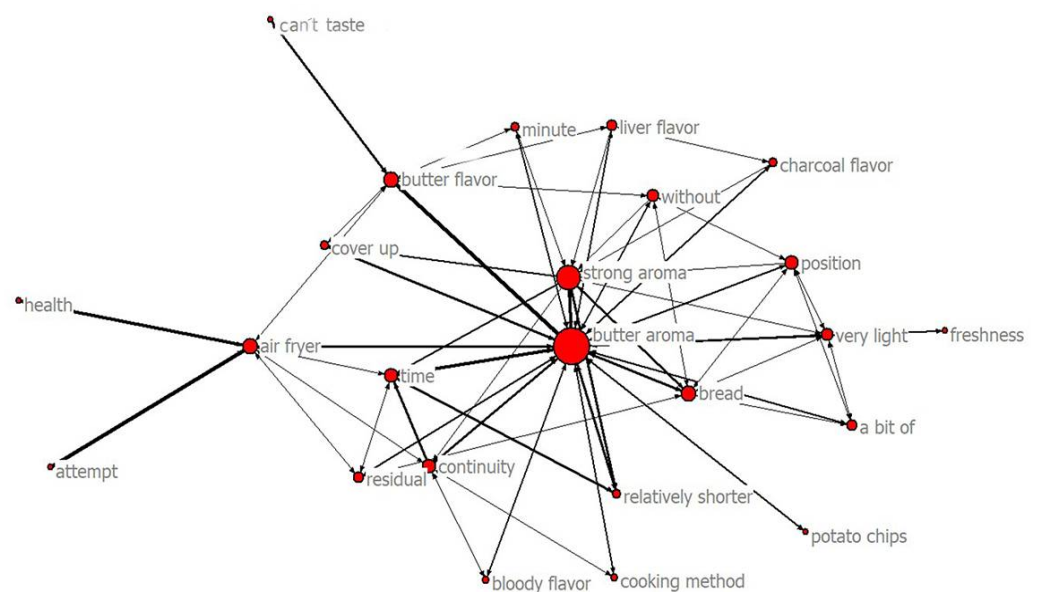 can't taste
minute
liver flavor
charcoal flavor
butter flavor
without
cover up
strong aroma
position
health
air fryer
butter aroma
very light
freshness
time
bread
a bit of
attempt
residual
continuity
relatively shorter
potato chips
bloody flavor
cooking method